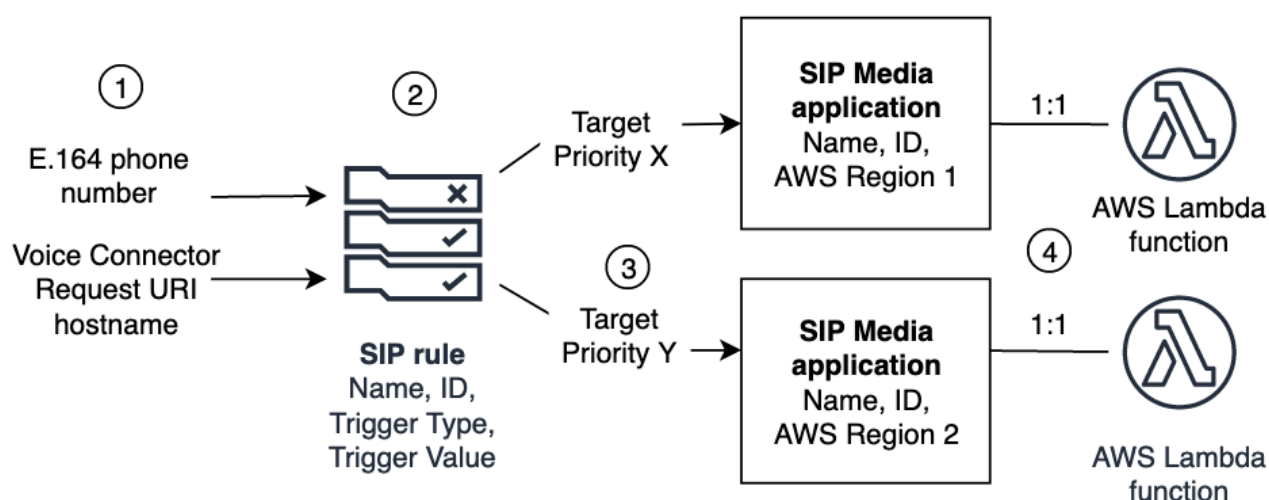 1
E.164 phone
number
Voice Connector
Request URI
hostname
2
SIP rule
Name, ID,
Trigger Type,
Trigger Value
Target
Priority X
3
Target
Priority Y
SIP Media
application
Name, ID,
AWS Region 1
SIP Media
application
Name, ID,
AWS Region 2
1:1
AWS Lambda
function
4
1:1
AWS Lambda
function